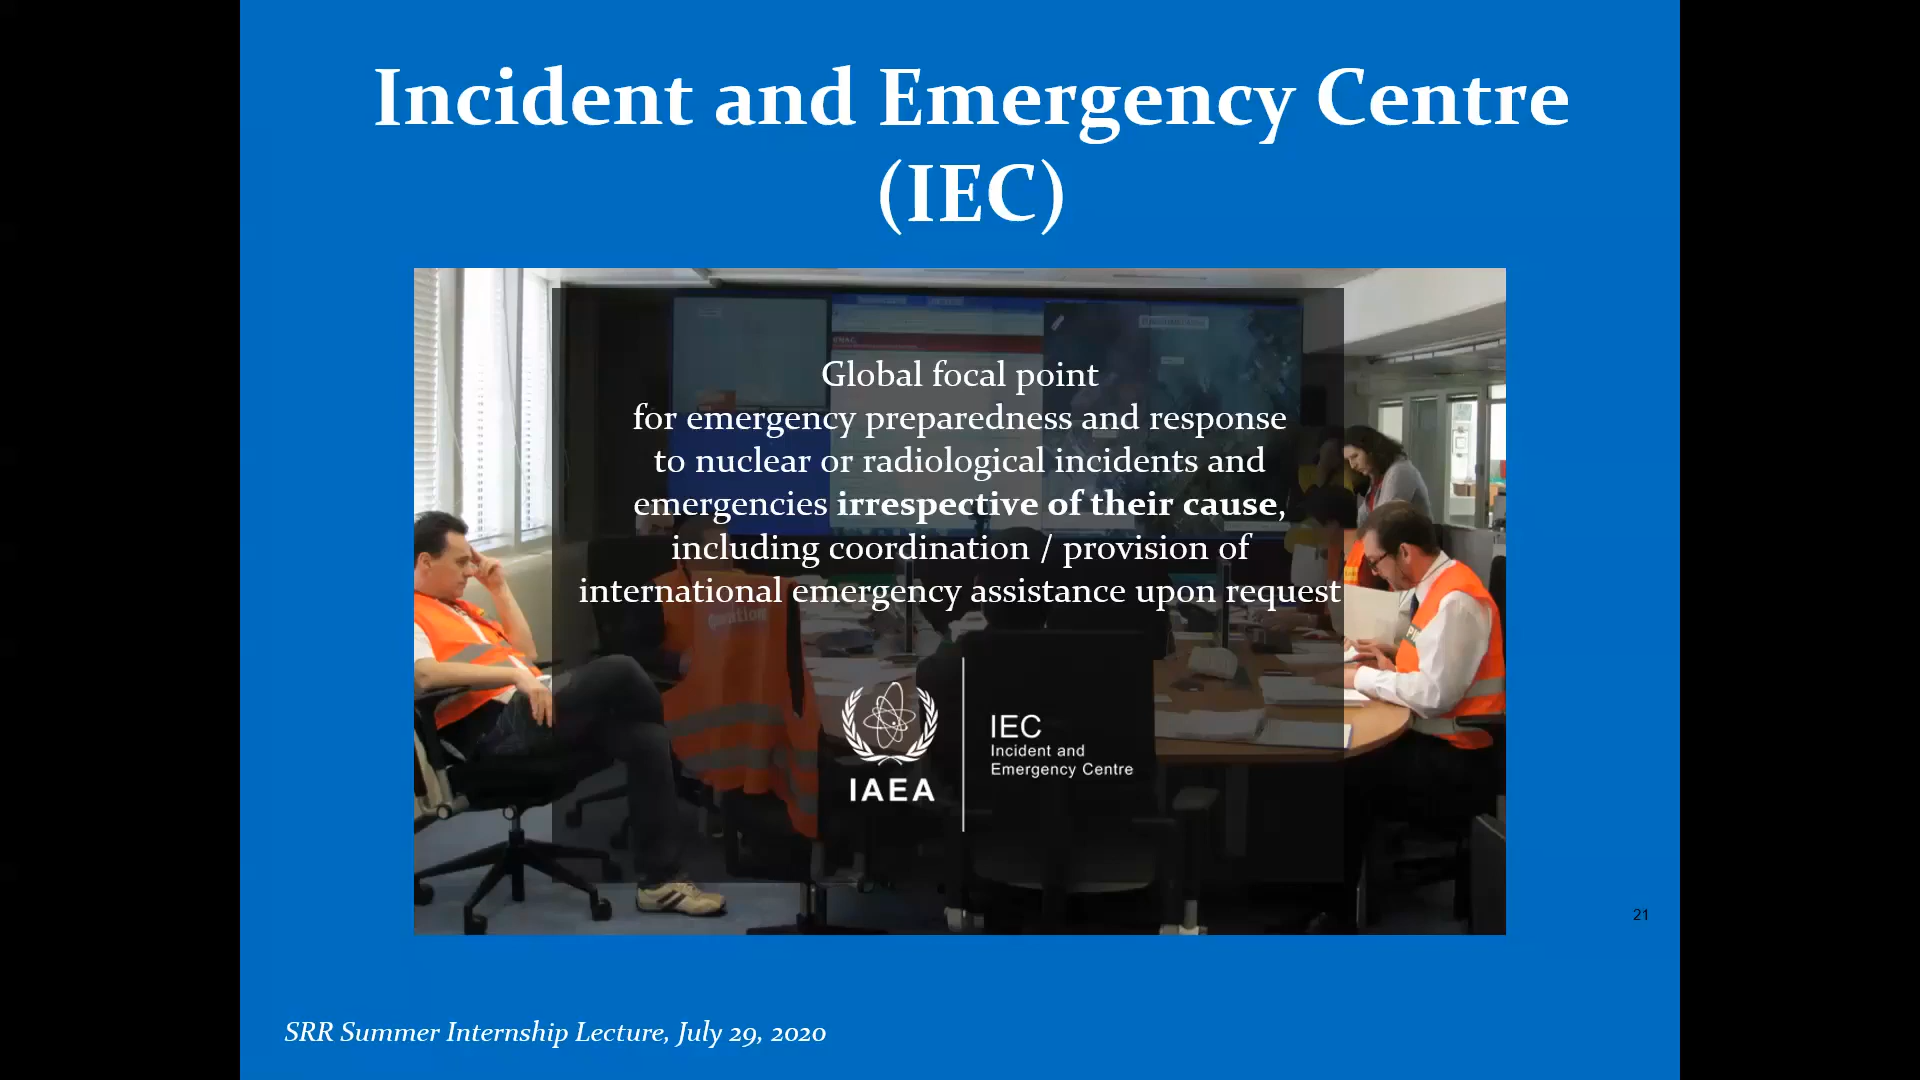 Incident and Emergency Centre
(IEC)
Global focal point
for emergency preparedness and response
to nuclear or radiological incidents and
emergencies irrespective of their cause,
including coordination / provision of
international emergency assistance upon request
IAEA
IEC
Incident and
Emergency Centre
21
SRR Summer Internship Lecture, July 29, 2020